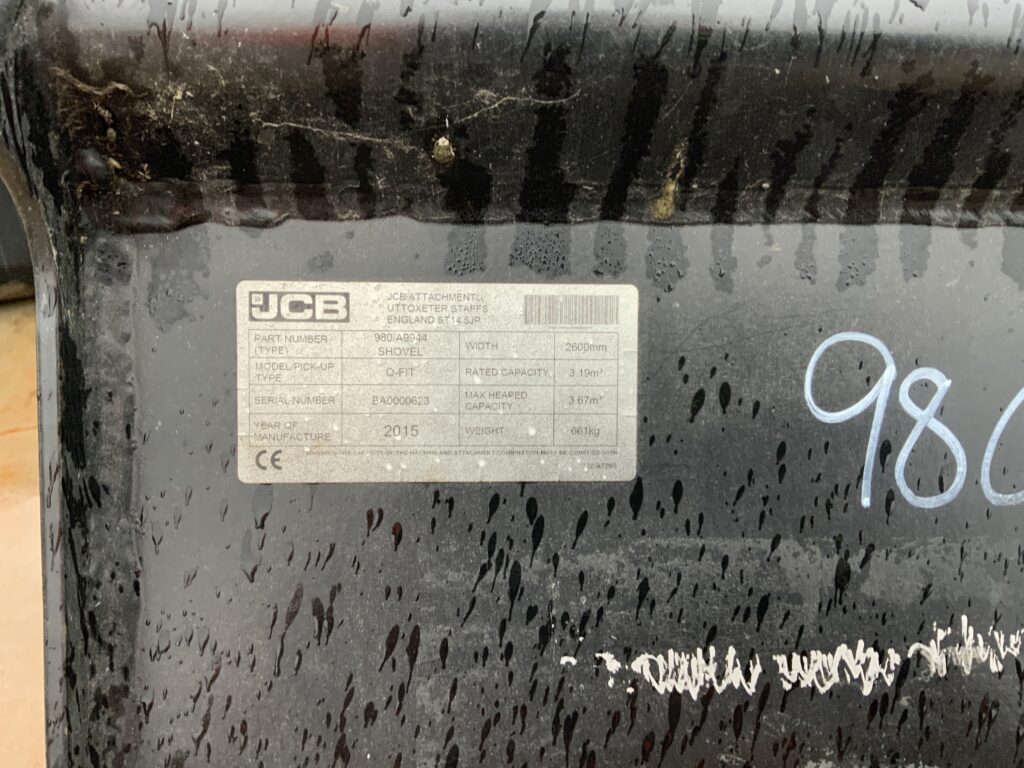 JCB
JCB ATTACHMENTS
UTTOXETER STAFFS
ENGLAND ST14 5JP
PART NUMBER (TYPE) 980/A0944 SHOVEL WIDTH 2600mm
MODEL/PICK-UP TYPE Q-FIT RATED CAPACITY 3.19m³
SERIAL NUMBER BA0000623 MAX HEAPED CAPACITY 3.67m³
YEAR OF MANUFACTURE 2015 WEIGHT 661kg
CE
980